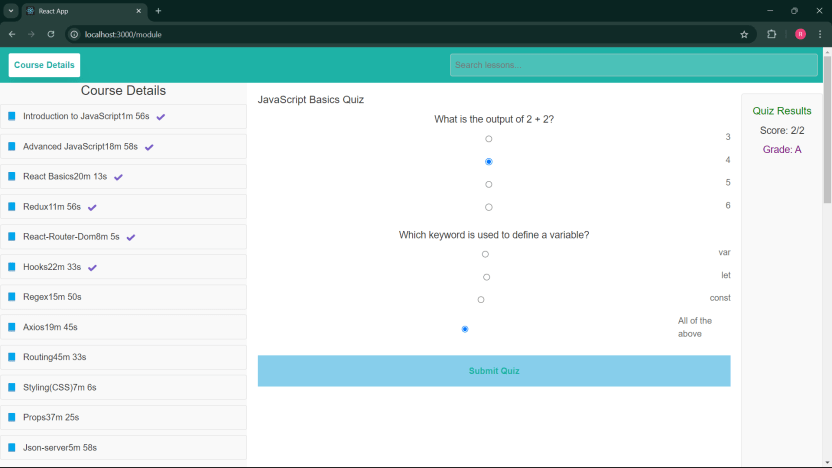 React App
localhost:3000/module
R
Course Details
Search lessons...
Course Details
Introduction to JavaScript1m 56s
Advanced JavaScript18m 58s
React Basics20m 13s
Redux11m 56s
React-Router-Dom8m 5s
Hooks22m 33s
Regex15m 50s
Axios19m 45s
Routing45m 33s
Styling(CSS)7m 6s
Props37m 25s
Json-server5m 58s
JavaScript Basics Quiz
What is the output of 2 + 2?
3
4
5
6
Which keyword is used to define a variable?
var
let
const
All of the
above
Submit Quiz
Quiz Results
Score: 2/2
Grade: A